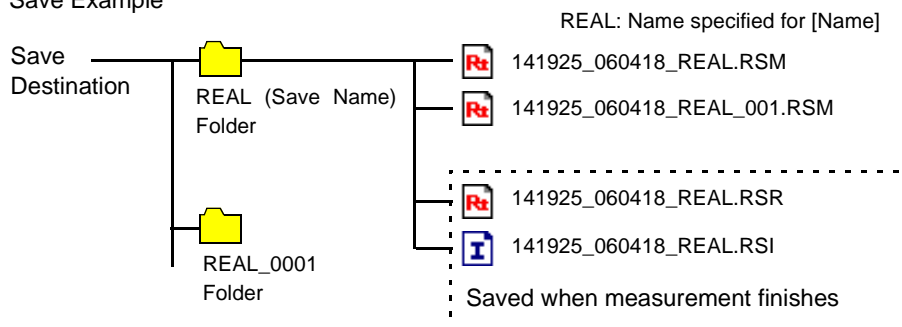 Save Example
REAL: Name specified for [Name]
Save
Destination
REAL (Save Name)
Folder
141925_060418_REAL.RSM
141925_060418_REAL_001.RSM
141925_060418_REAL.RSR
141925_060418_REAL.RSI
REAL_0001
Folder
Saved when measurement finishes